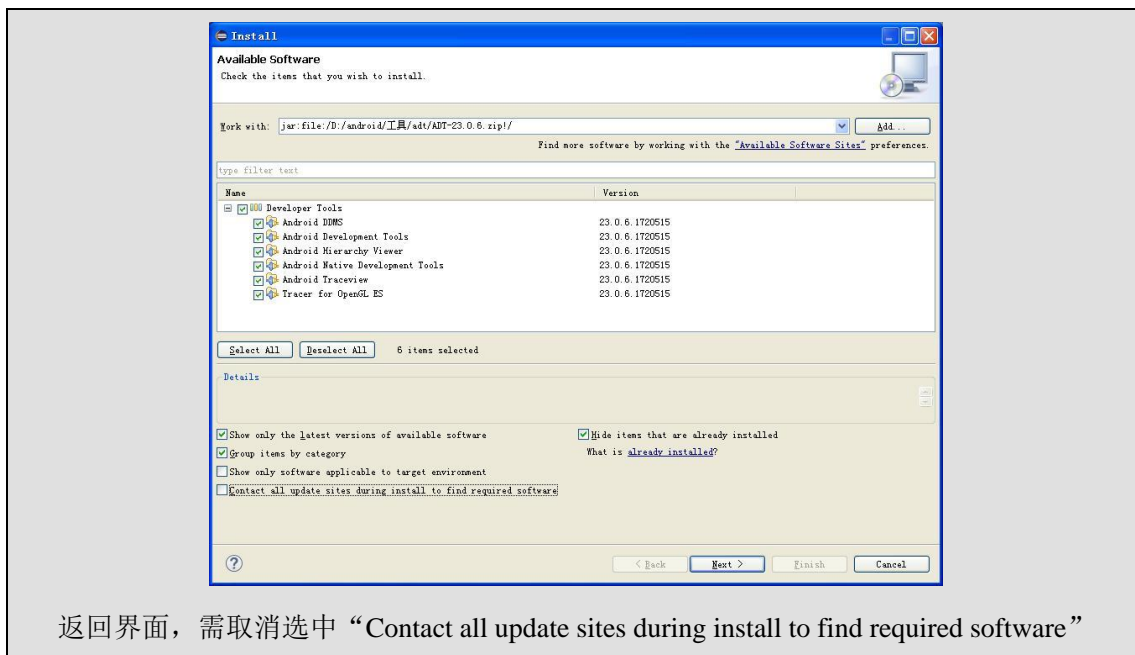 Install
Available Software
Check the items that you wish to install.
Work with: jar:file:/D:/android/工具/adt/ADT-23.0.6.zip!/ Add...
Find more software by working with the "Available Software Sites" preferences.
type filter text
Name Version
Developer Tools
Android DDMS 23.0.6.1720515
Android Development Tools 23.0.6.1720515
Android Hierarchy Viewer 23.0.6.1720515
Android Native Development Tools 23.0.6.1720515
Android Traceview 23.0.6.1720515
Tracer for OpenGL ES 23.0.6.1720515
Select All Deselect All 6 items selected
Details
Show only the latest versions of available software Hide items that are already installed
Group items by category What is already installed?
Show only software applicable to target environment
Contact all update sites during install to find required software
? < Back Next > Finish Cancel
返回界面，需取消选中“Contact all update sites during install to find required software”